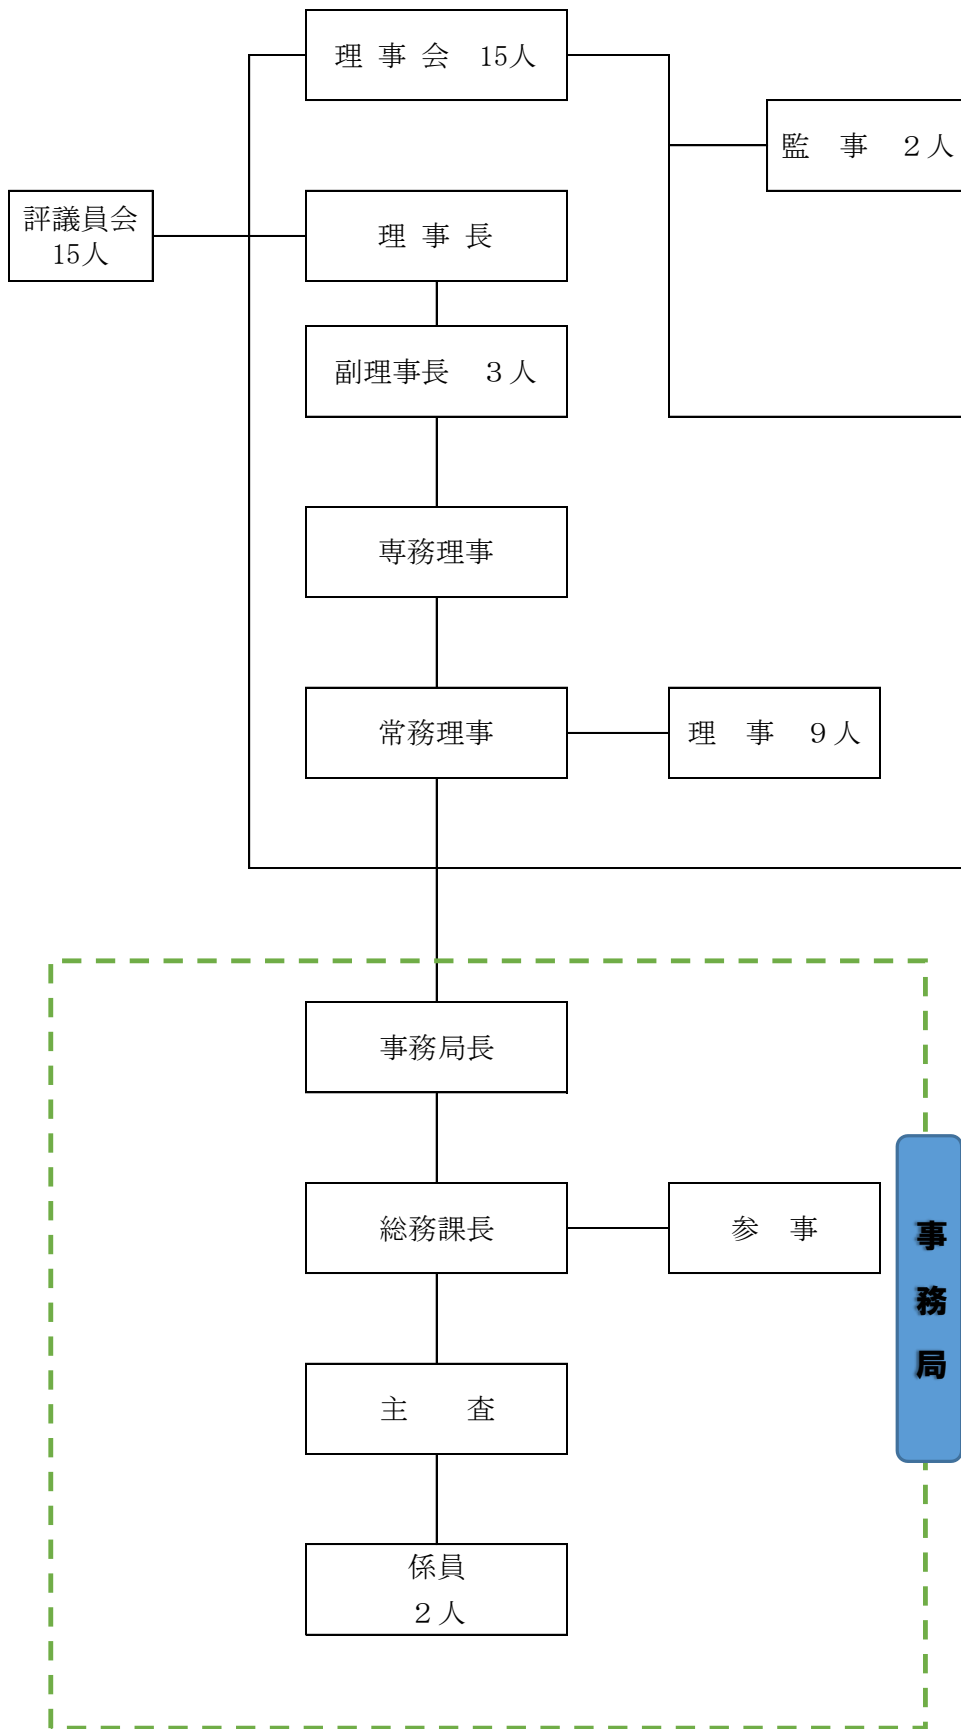 理 事 会　15人
監　事　２人
評議員会
15人
理 事 長
副理事長　３人
専務理事
常務理事
理　事　９人
事務局長
総務課長
参　事
事務局
主　　査
係員
２人